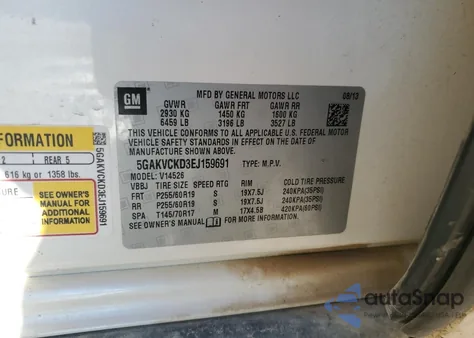 GM
MFD BY GENERAL MOTORS LLC
09/13
GVWR GAWR FRT GAWR RR
2930 KG 1450 KG 1600 KG
6459 LB 3196 LB 3527 LB
THIS VEHICLE CONFORMS TO ALL APPLICABLE U.S. FEDERAL MOTOR
VEHICLE SAFETY STANDARDS IN EFFECT ON THE DATE OF
MANUFACTURE SHOWN ABOVE.
5GAKVCKD3EJ159691 TYPE: M.P.V.
MODEL: V14526
VBBJ TIRE SIZE SPEED RTG RIM COLD TIRE PRESSURE
FRT P255/60R19 S 19X7.5J 240KPA(35PSI)
RR P255/60R19 S 19X7.5J 240KPA(35PSI)
SPA T145/70R17 M 17X4.5B 420KPA(60PSI)
SEE OWNER'S MANUAL FOR MORE INFORMATION
FORMATION
2 REAR 5
616 kg or 1358 lbs.
SEE OWNER'S
MANUAL FOR
ADDITIONAL
INFORMATION
5GAKVCKD3EJ159691
autoSnap